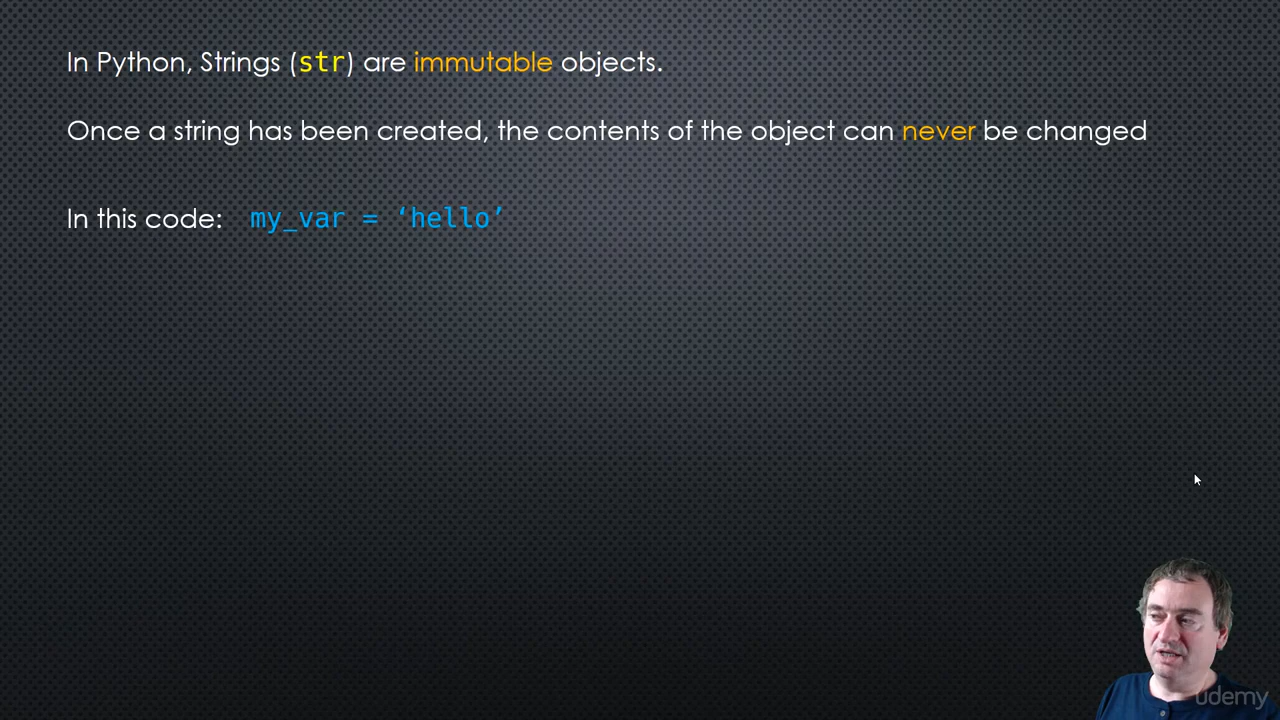 In Python, Strings (str) are immutable objects.
Once a string has been created, the contents of the object can never be changed
In this code: my_var = ‘hello’
udemy